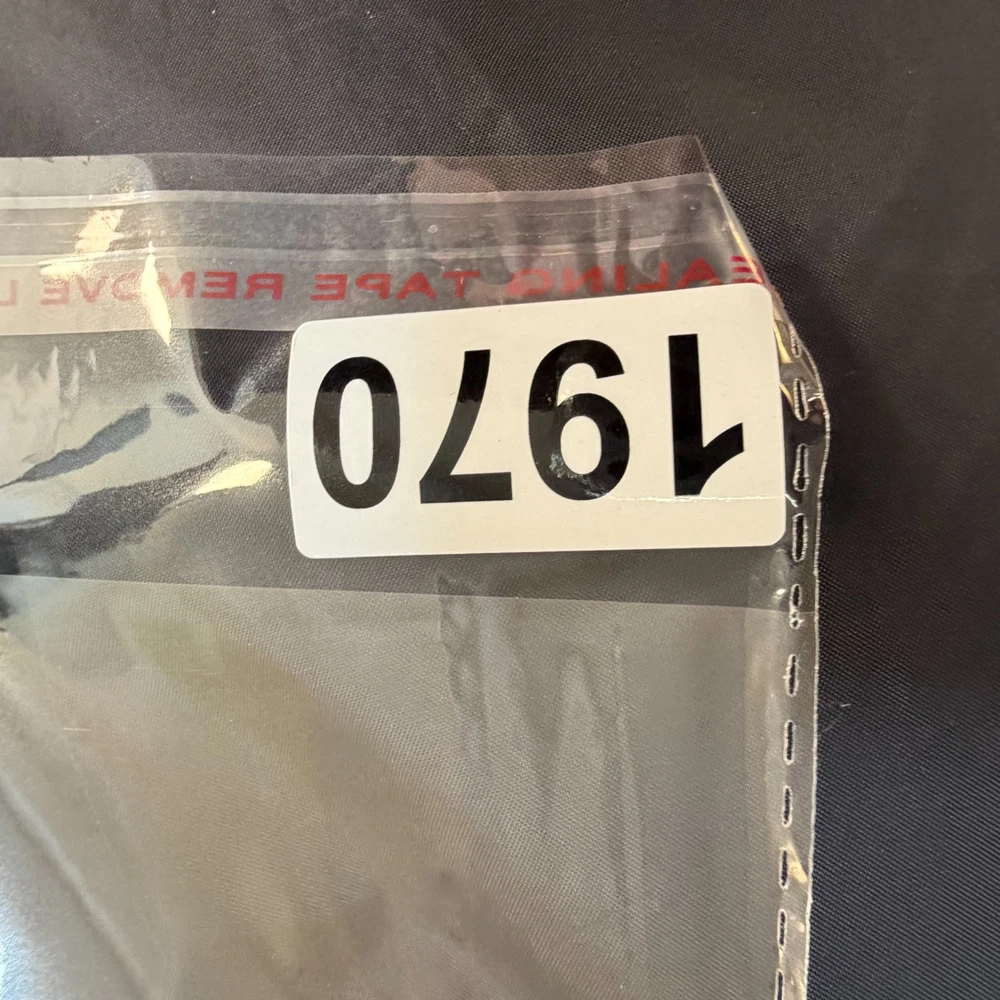 EALING TAPE REMOVE L
1970